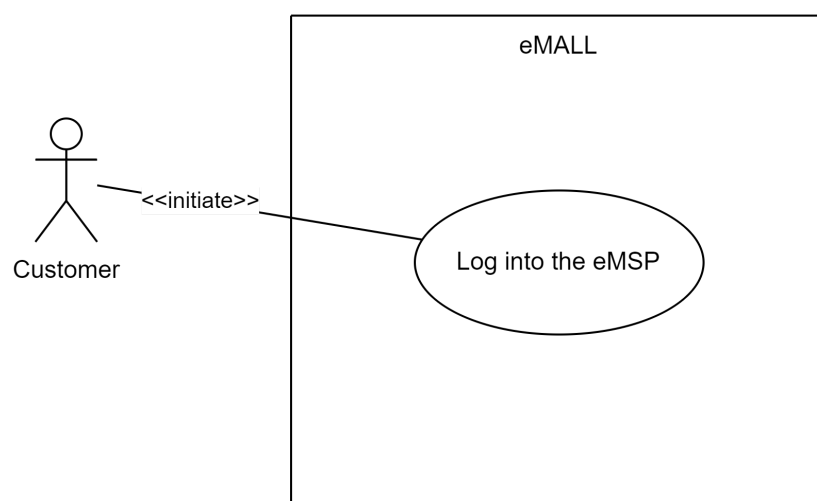 eMALL
<<initiate>>
Log into the eMSP
Customer